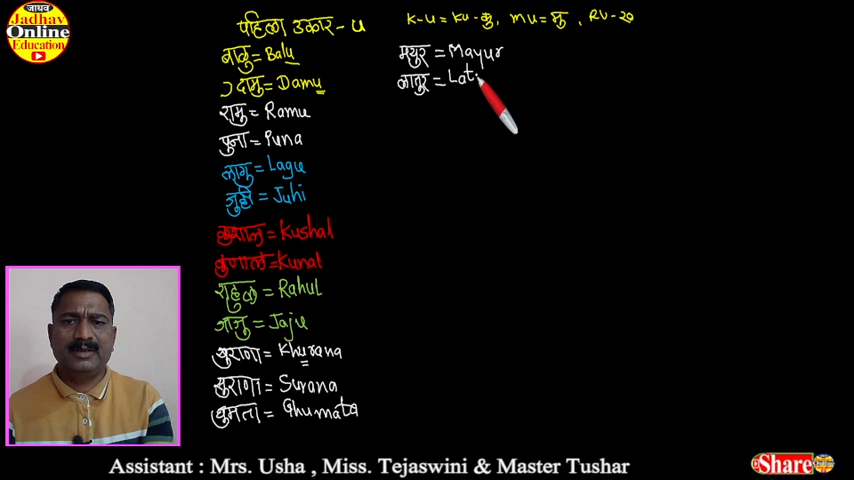 जाधव
Jadhav
Online
Education
पहिला उकार - u
K-U = KU - कु, MU = मु, RU - रु
बाळु = Balu
दामु = Damu
रामु = Ramu
पुना = Puna
लागु = Lagu
जुही = Juhi
कुशाल = Kushal
कुणाल = Kunal
राहुल = Rahul
जाजु = Jaju
खुराना = Khurana
सुराणा = Surana
घुमता = Ghumata
मयुर = Mayur
लातुर = Lat
Assistant : Mrs. Usha , Miss. Tejaswini & Master Tushar
Share